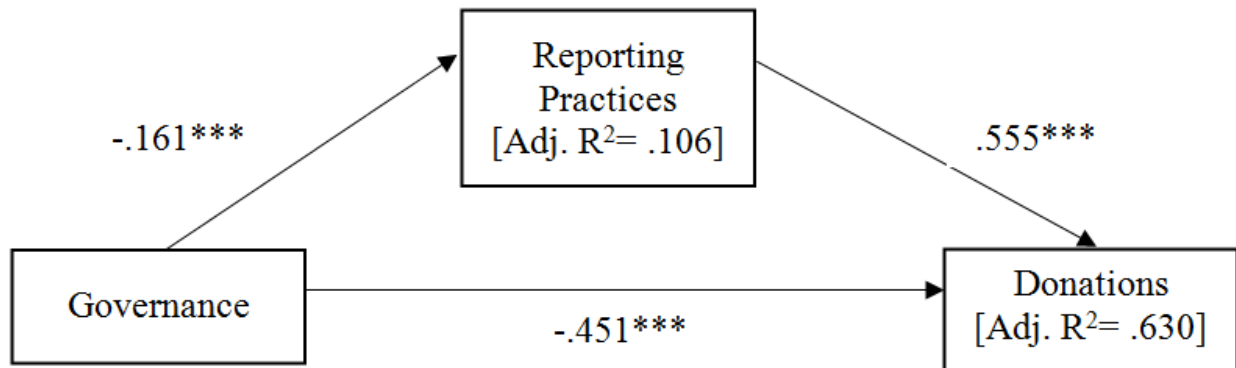 Reporting
Practices
[Adj. R²= .106]
-.161***
.555***
Governance
-.451***
Donations
[Adj. R²= .630]